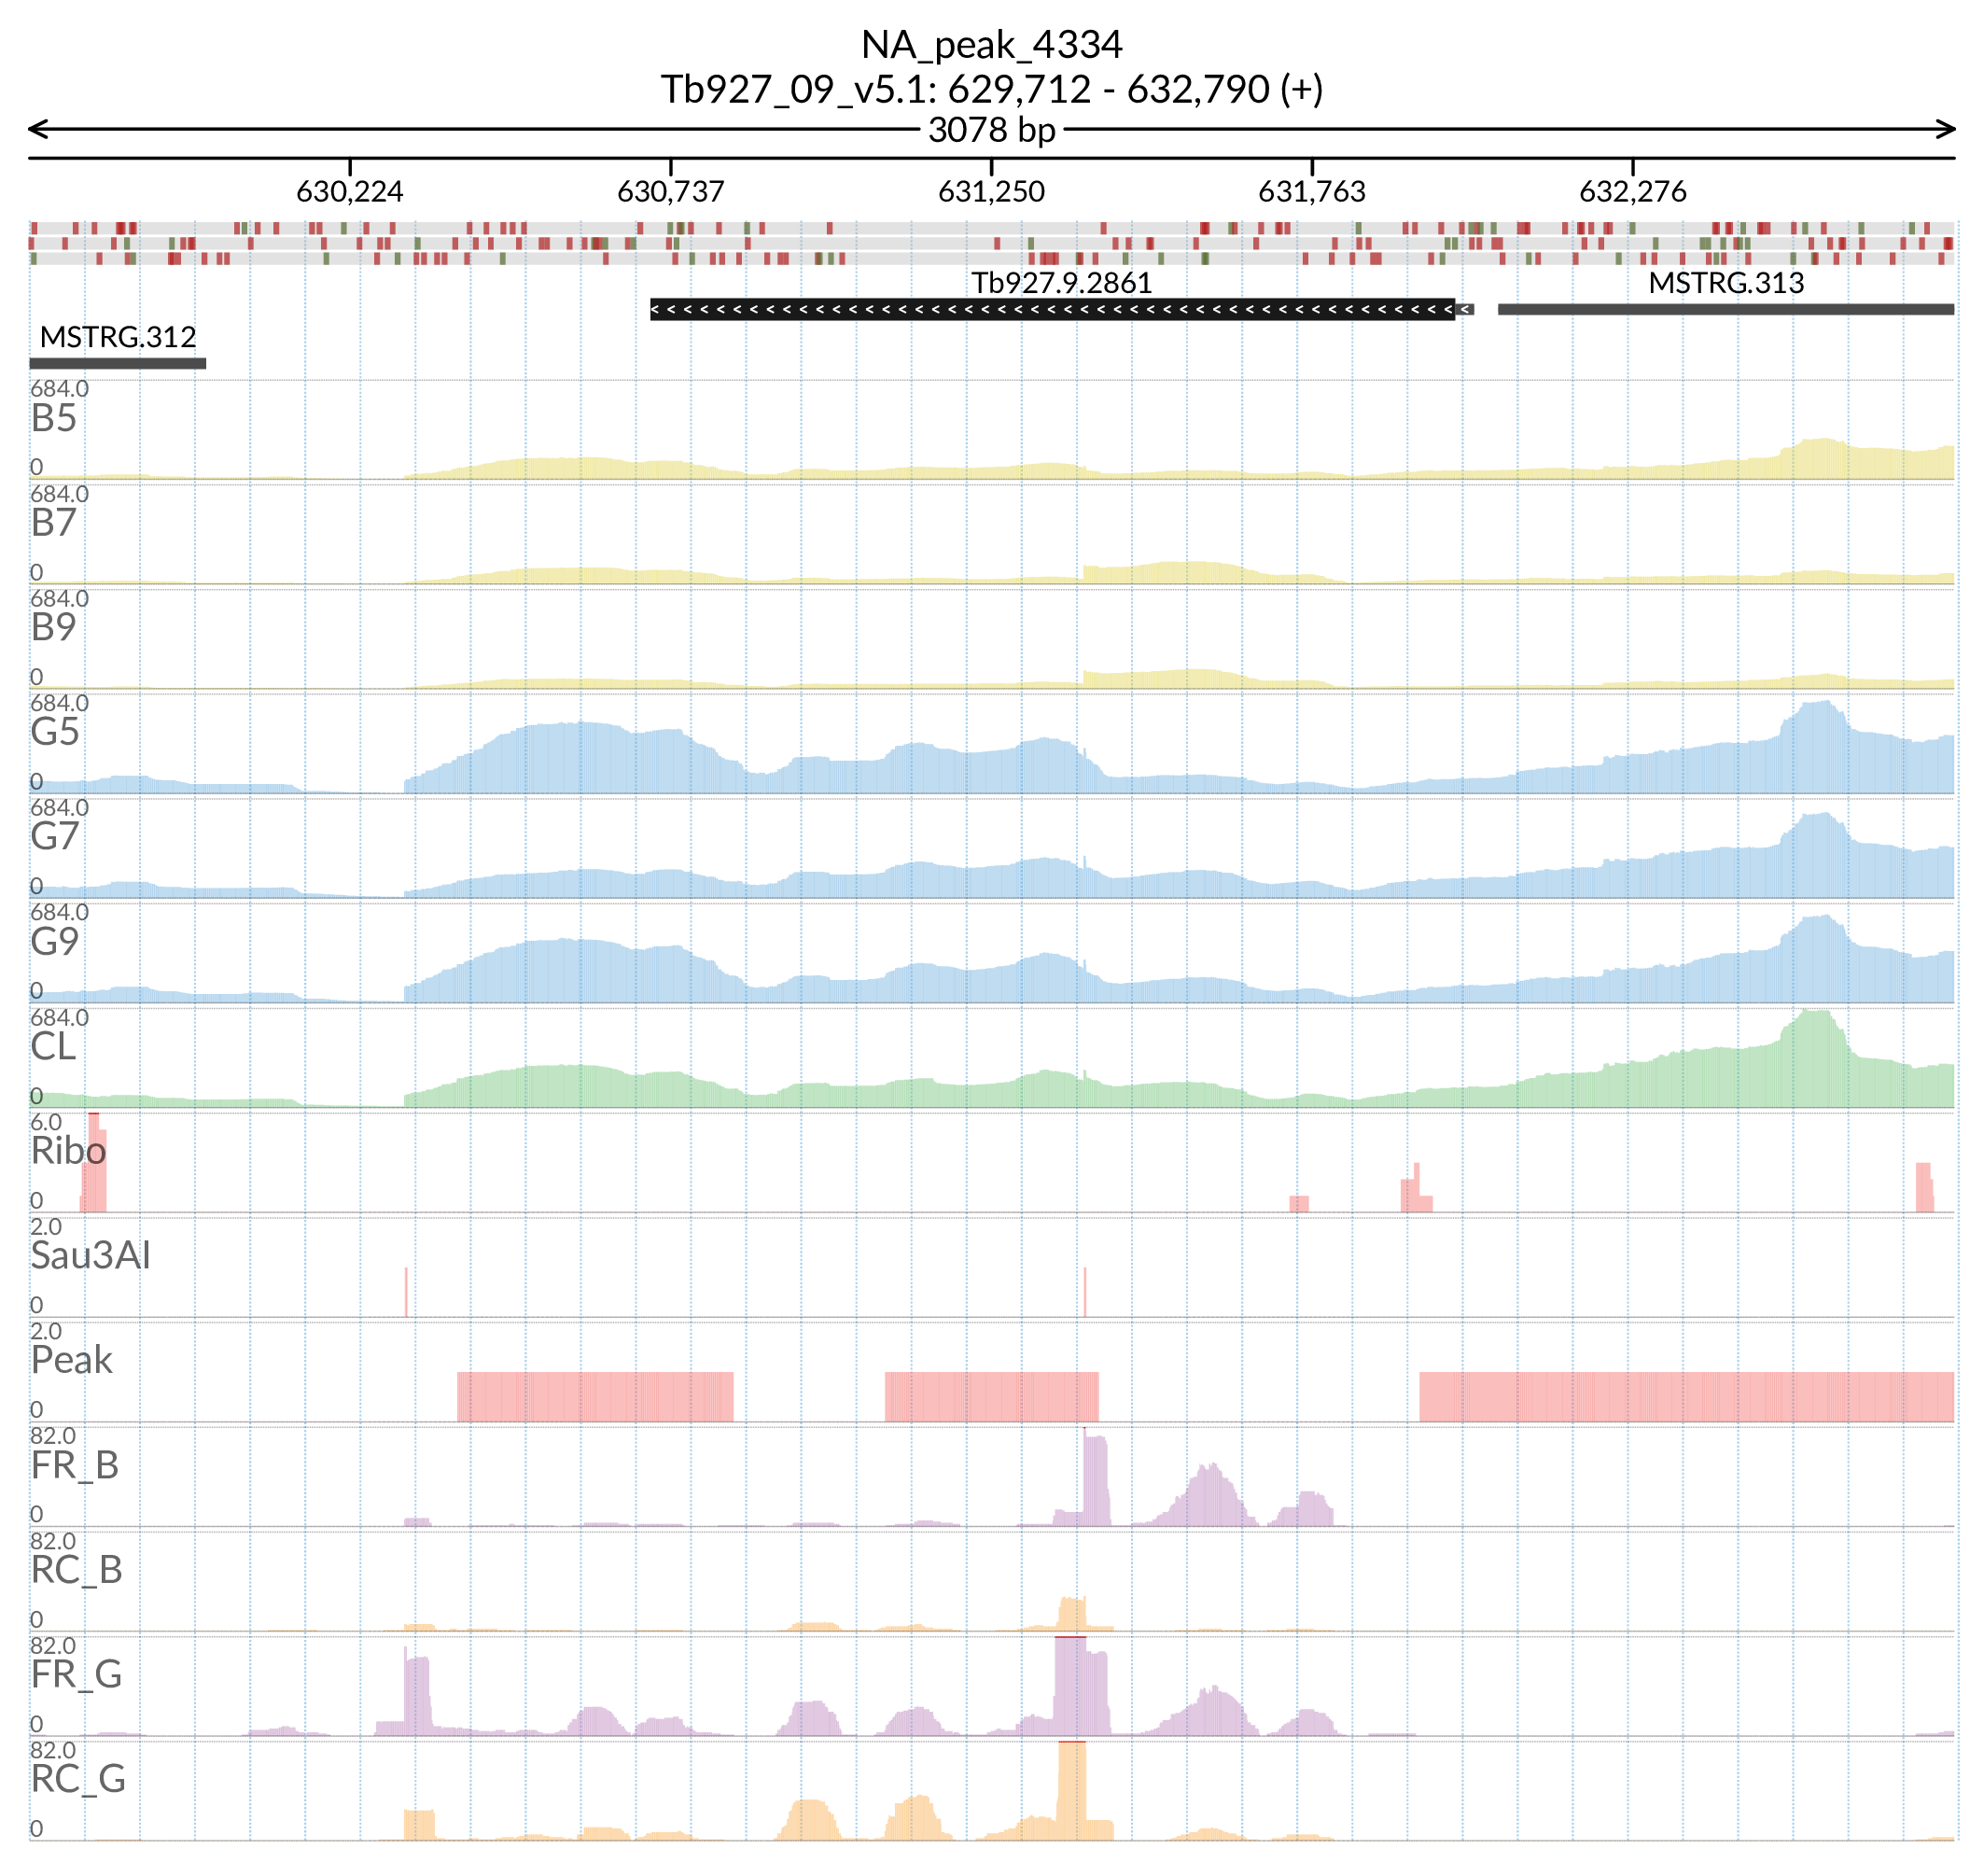 NA_peak_4334
Tb927_09_v5.1: 629,712 - 632,790 (+)
3078 bp
630,224 630,737 631,250 631,763 632,276
Tb927.9.2861 MSTRG.313
MSTRG.312
684.0
B5
0
684.0
B7
0
684.0
B9
0
684.0
G5
0
684.0
G7
0
684.0
G9
0
684.0
CL
0
6.0
Ribo
0
2.0
Sau3AI
0
2.0
Peak
0
82.0
FR_B
0
82.0
RC_B
0
82.0
FR_G
0
82.0
RC_G
0